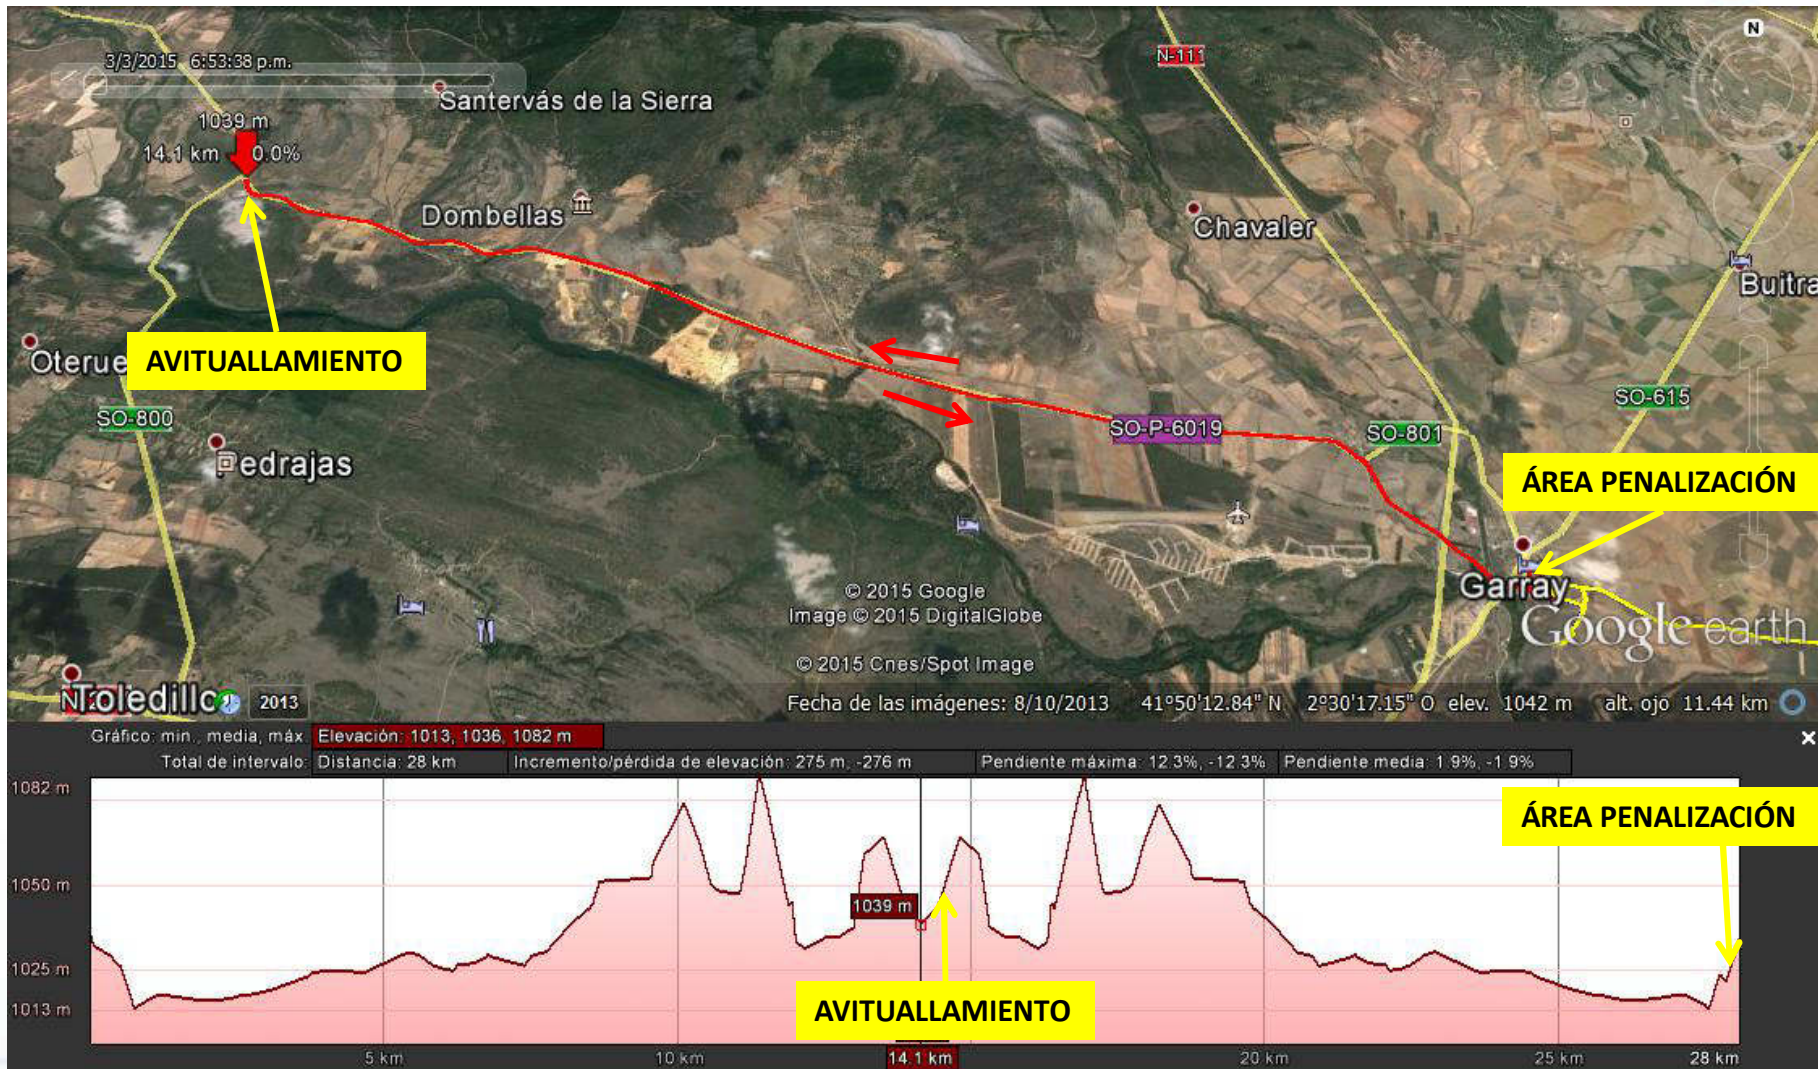 3/3/2015 6:53:38 p.m.
N
N-111
Santervás de la Sierra
1039 m
14.1 km 0.0%
Dombellas
Chavaler
Buitra
AVITUALLAMIENTO
Oterue
SO-800
SO-P-6019
SO-801
SO-615
Pedrajas
ÁREA PENALIZACIÓN
Garray
© 2015 Google
Image © 2015 DigitalGlobe
Google earth
© 2015 Cnes/Spot Image
Toledillo
2013
Fecha de las imágenes: 8/10/2013 41°50'12.84" N 2°30'17.15" O elev. 1042 m alt. ojo 11.44 km
Gráfico: min., media, máx. Elevación: 1013, 1036, 1082 m
Total de intervalo: Distancia: 28 km Incremento/pérdida de elevación: 275 m, -276 m Pendiente máxima: 12.3%, -12.3% Pendiente media: 1.9%, -1.9%
1082 m
ÁREA PENALIZACIÓN
1050 m
1039 m
1025 m
1013 m
AVITUALLAMIENTO
5 km 10 km 14.1 km 20 km 25 km 28 km